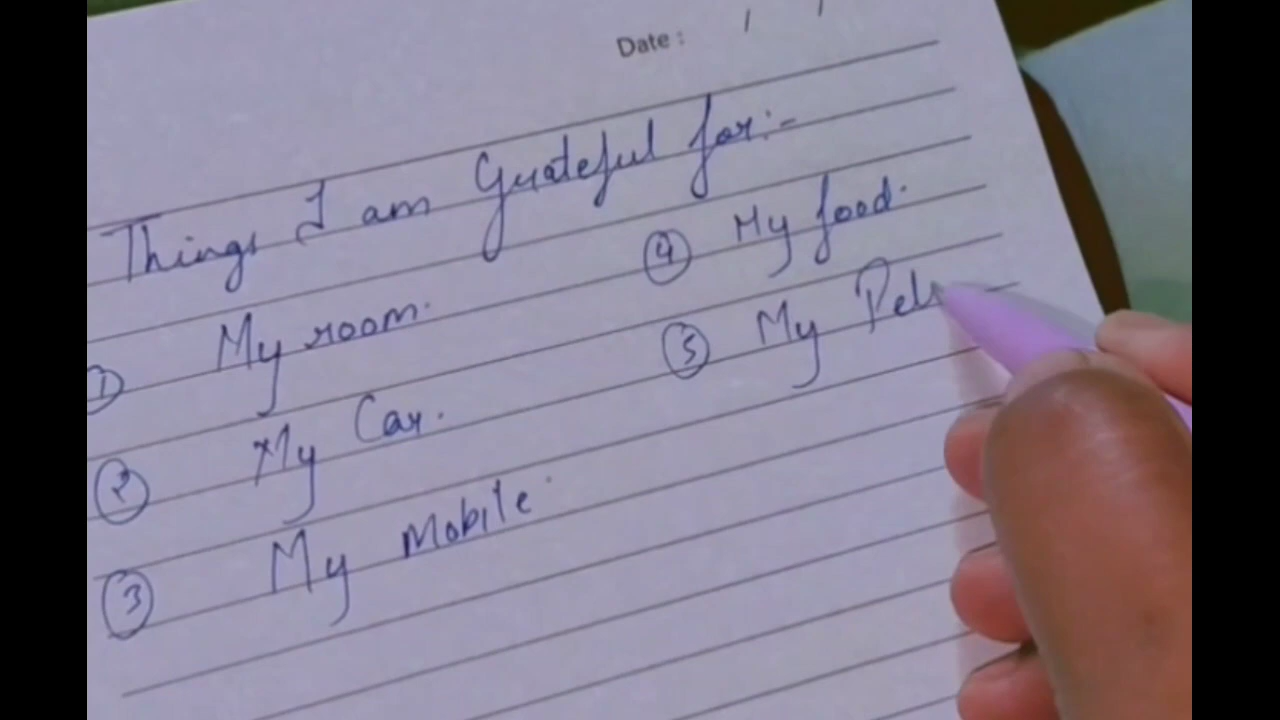 Date : / /
Things I am Grateful for:-
1 My room.
2 My Car.
3 My Mobile.
4 My food.
5 My